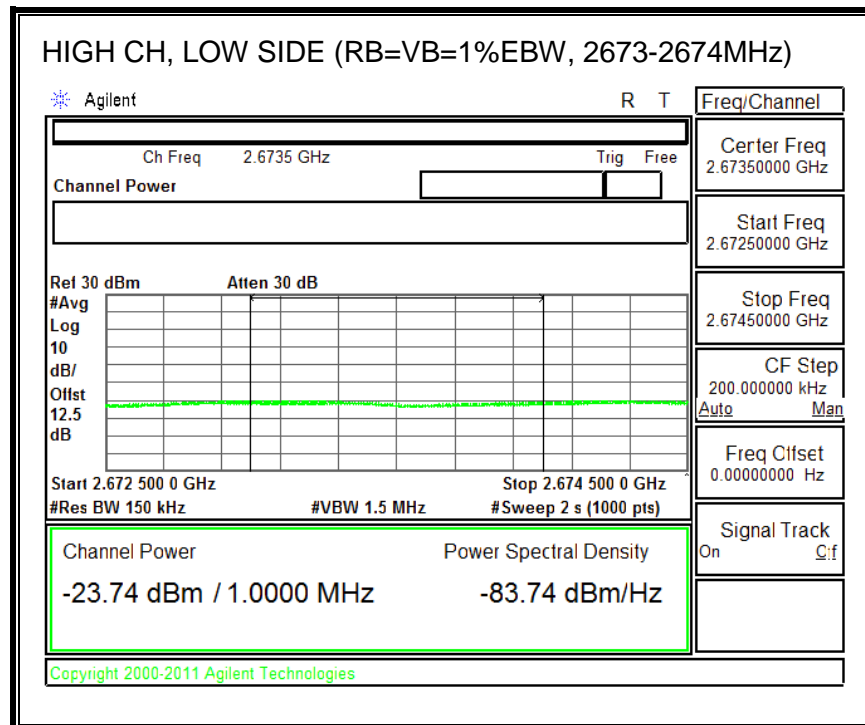 HIGH CH, LOW SIDE (RB=VB=1%EBW, 2673-2674MHz)
Agilent R T
Freq/Channel
Ch Freq 2.6735 GHz Trig Free
Channel Power
Center Freq
2.67350000 GHz
Start Freq
2.67250000 GHz
Stop Freq
2.67450000 GHz
CF Step
200.000000 kHz
Auto Man
Freq Offset
0.00000000 Hz
Signal Track
On Off
Ref 30 dBm Atten 30 dB
#Avg
Log
10
dB/
Offst
12.5
dB
Start 2.672 500 0 GHz Stop 2.674 500 0 GHz
#Res BW 150 kHz #VBW 1.5 MHz #Sweep 2 s (1000 pts)
Channel Power Power Spectral Density
-23.74 dBm / 1.0000 MHz -83.74 dBm/Hz
Copyright 2000-2011 Agilent Technologies